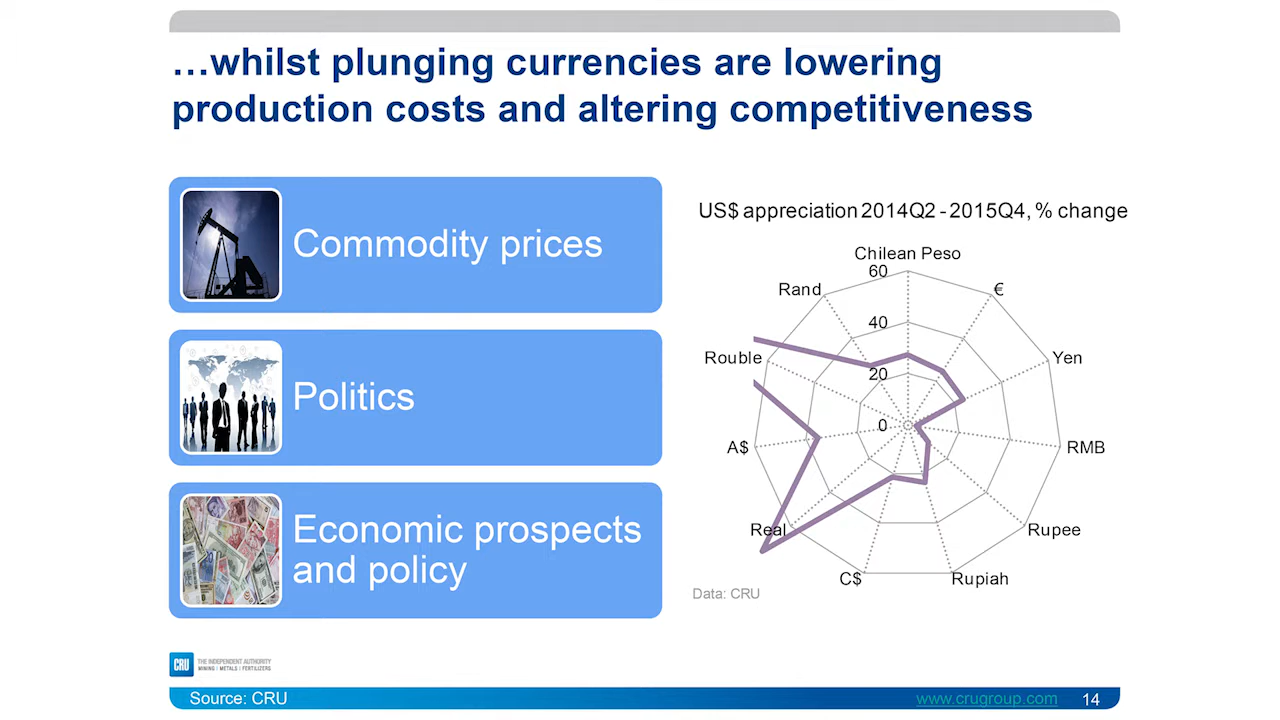 …whilst plunging currencies are lowering
production costs and altering competitiveness
Commodity prices
Politics
Economic prospects
and policy
US$ appreciation 2014Q2 - 2015Q4, % change
Chilean Peso
€
Yen
RMB
Rupee
Rupiah
C$
Real
A$
Rouble
Rand
60
40
20
0
Data: CRU
CRU
THE INDEPENDENT AUTHORITY
MINING | METALS | FERTILIZERS
Source: CRU
www.crugroup.com
14